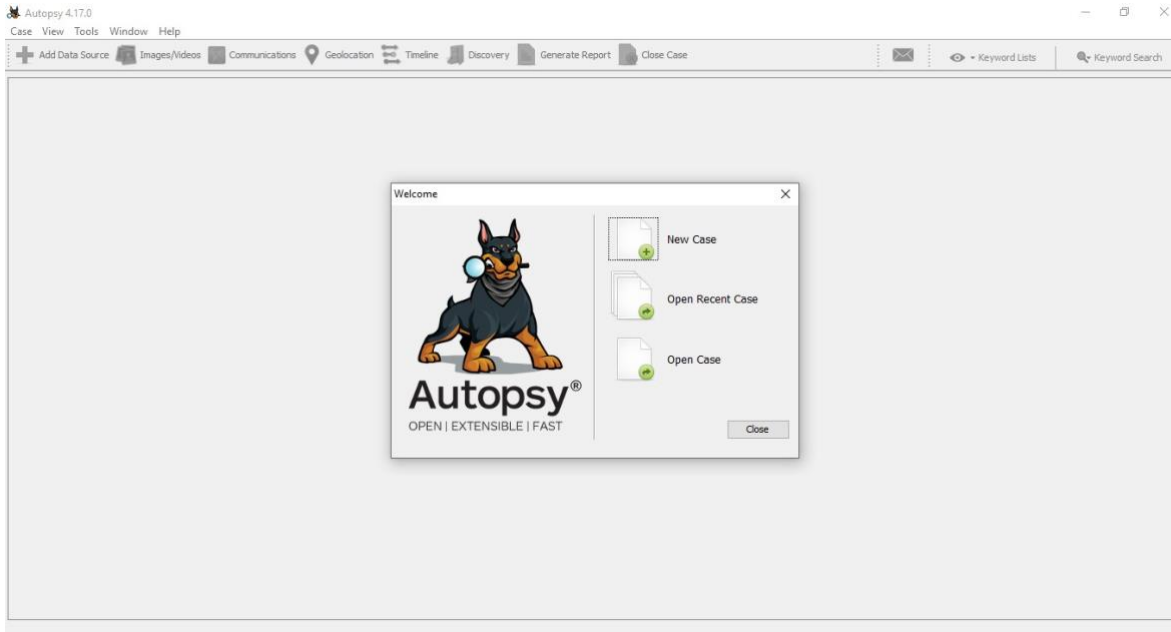 Autopsy 4.17.0
Case View Tools Window Help
Add Data Source Images/Videos Communications Geolocation Timeline Discovery Generate Report Close Case Keyword Lists Keyword Search
Welcome
New Case
Open Recent Case
Open Case
Autopsy®
OPEN | EXTENSIBLE | FAST
Close